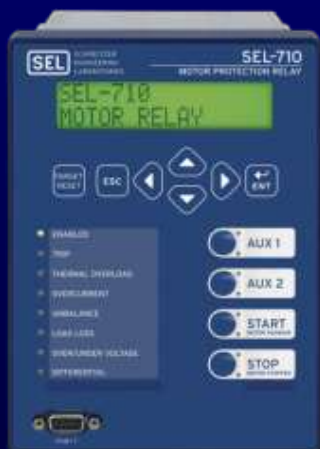 SEL
SCHWEITZER
ENGINEERING
LABORATORIES
SEL-710
MOTOR PROTECTION RELAY
SEL-710
MOTOR RELAY
TARGET
RESET
ESC
ENT
ENABLED
TRIP
THERMAL OVERLOAD
OVERCURRENT
UNBALANCE
LOAD LOSS
OVER/UNDER VOLTAGE
DIFFERENTIAL
AUX 1
AUX 2
START
STOP
PORT